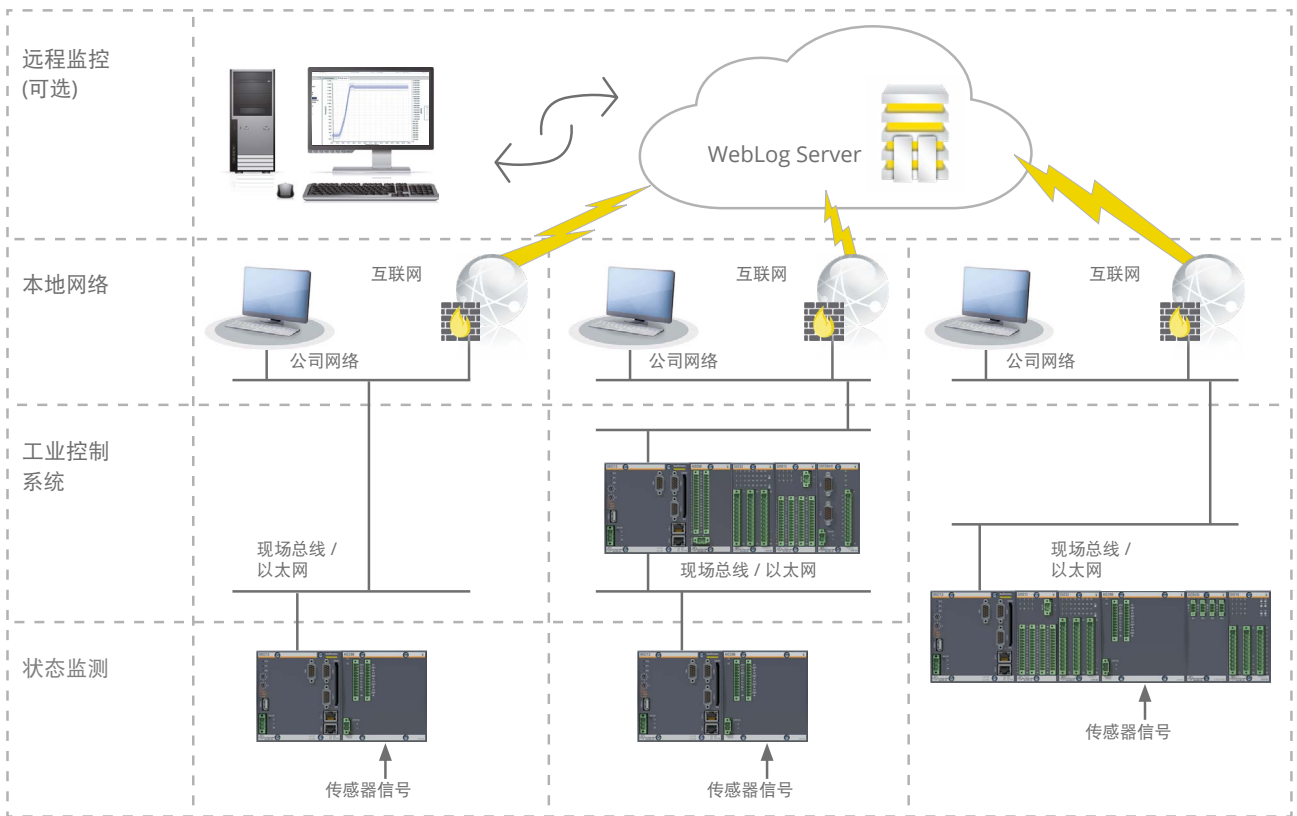 远程监控
(可选)
WebLog Server
本地网络
互联网
公司网络
互联网
公司网络
互联网
公司网络
工业控制
系统
现场总线 /
以太网
现场总线 / 以太网
现场总线 /
以太网
状态监测
传感器信号
传感器信号
传感器信号